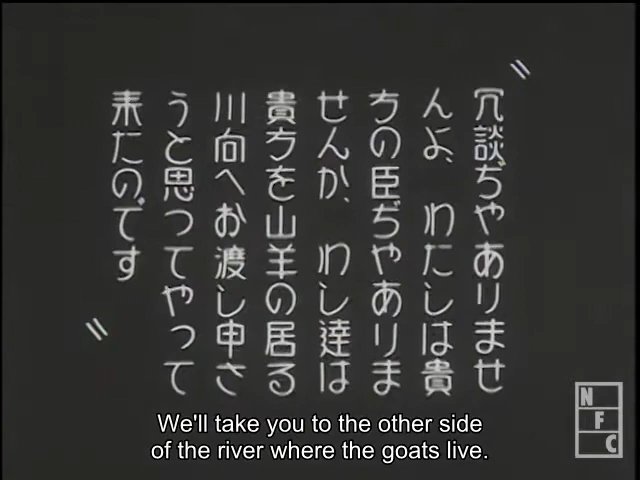 〝冗談ぢやありませ
んよ、わたしは貴
方の臣ぢやありま
せんか、わし達は
貴方を山羊の居る
川向へお渡し申さ
うと思つてやつて
来たのです〟
We'll take you to the other side
of the river where the goats live.
NFC